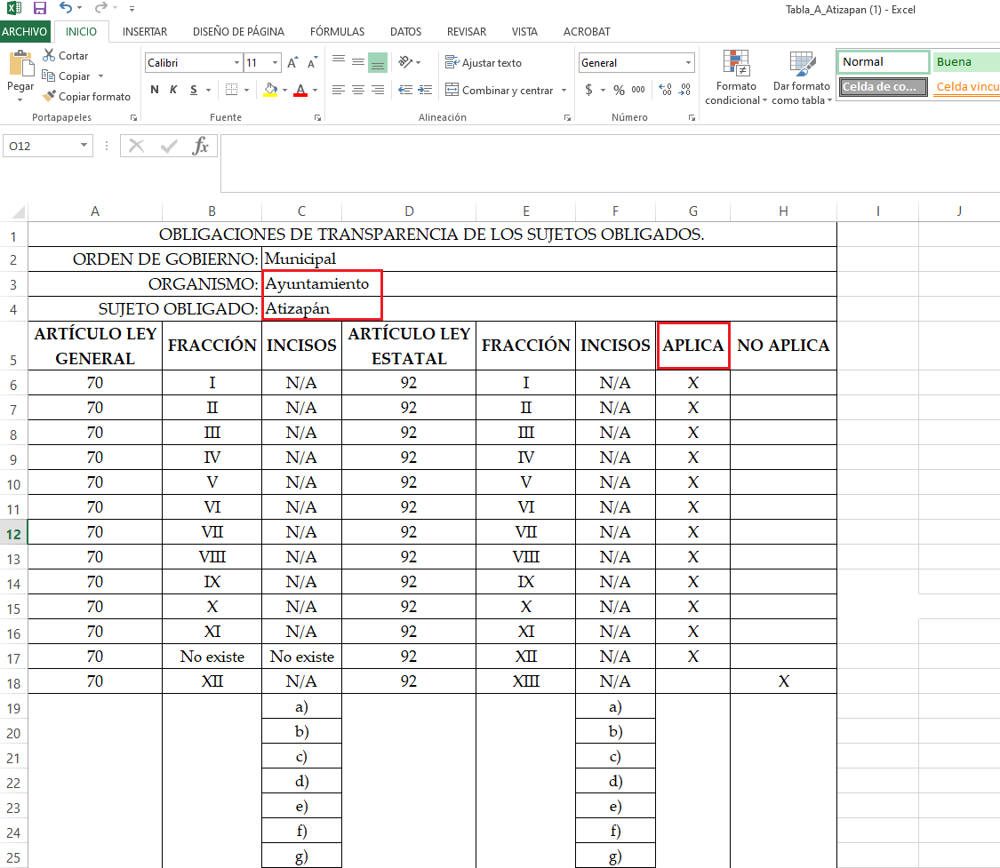 Tabla_A_Atizapan (1) - Excel
ARCHIVO INICIO INSERTAR DISEÑO DE PÁGINA FÓRMULAS DATOS REVISAR VISTA ACROBAT
Pegar
Cortar
Copiar
Copiar formato
Portapapeles
Calibri 11
N K S
Fuente
Ajustar texto
Combinar y centrar
Alineación
General
$ % 000
Número
Formato condicional
Dar formato como tabla
Normal Buena
Celda de co... Celda vincu
O12 fx
A B C D E F G H I J
1 OBLIGACIONES DE TRANSPARENCIA DE LOS SUJETOS OBLIGADOS.
2 ORDEN DE GOBIERNO: Municipal
3 ORGANISMO: Ayuntamiento
4 SUJETO OBLIGADO: Atizapán
5 ARTÍCULO LEY GENERAL FRACCIÓN INCISOS ARTÍCULO LEY ESTATAL FRACCIÓN INCISOS APLICA NO APLICA
6 70 I N/A 92 I N/A X
7 70 II N/A 92 II N/A X
8 70 III N/A 92 III N/A X
9 70 IV N/A 92 IV N/A X
10 70 V N/A 92 V N/A X
11 70 VI N/A 92 VI N/A X
12 70 VII N/A 92 VII N/A X
13 70 VIII N/A 92 VIII N/A X
14 70 IX N/A 92 IX N/A X
15 70 X N/A 92 X N/A X
16 70 XI N/A 92 XI N/A X
17 70 No existe No existe 92 XII N/A X
18 70 XII N/A 92 XIII N/A X
19 a) a)
20 b) b)
21 c) c)
22 d) d)
23 e) e)
24 f) f)
25 g) g)